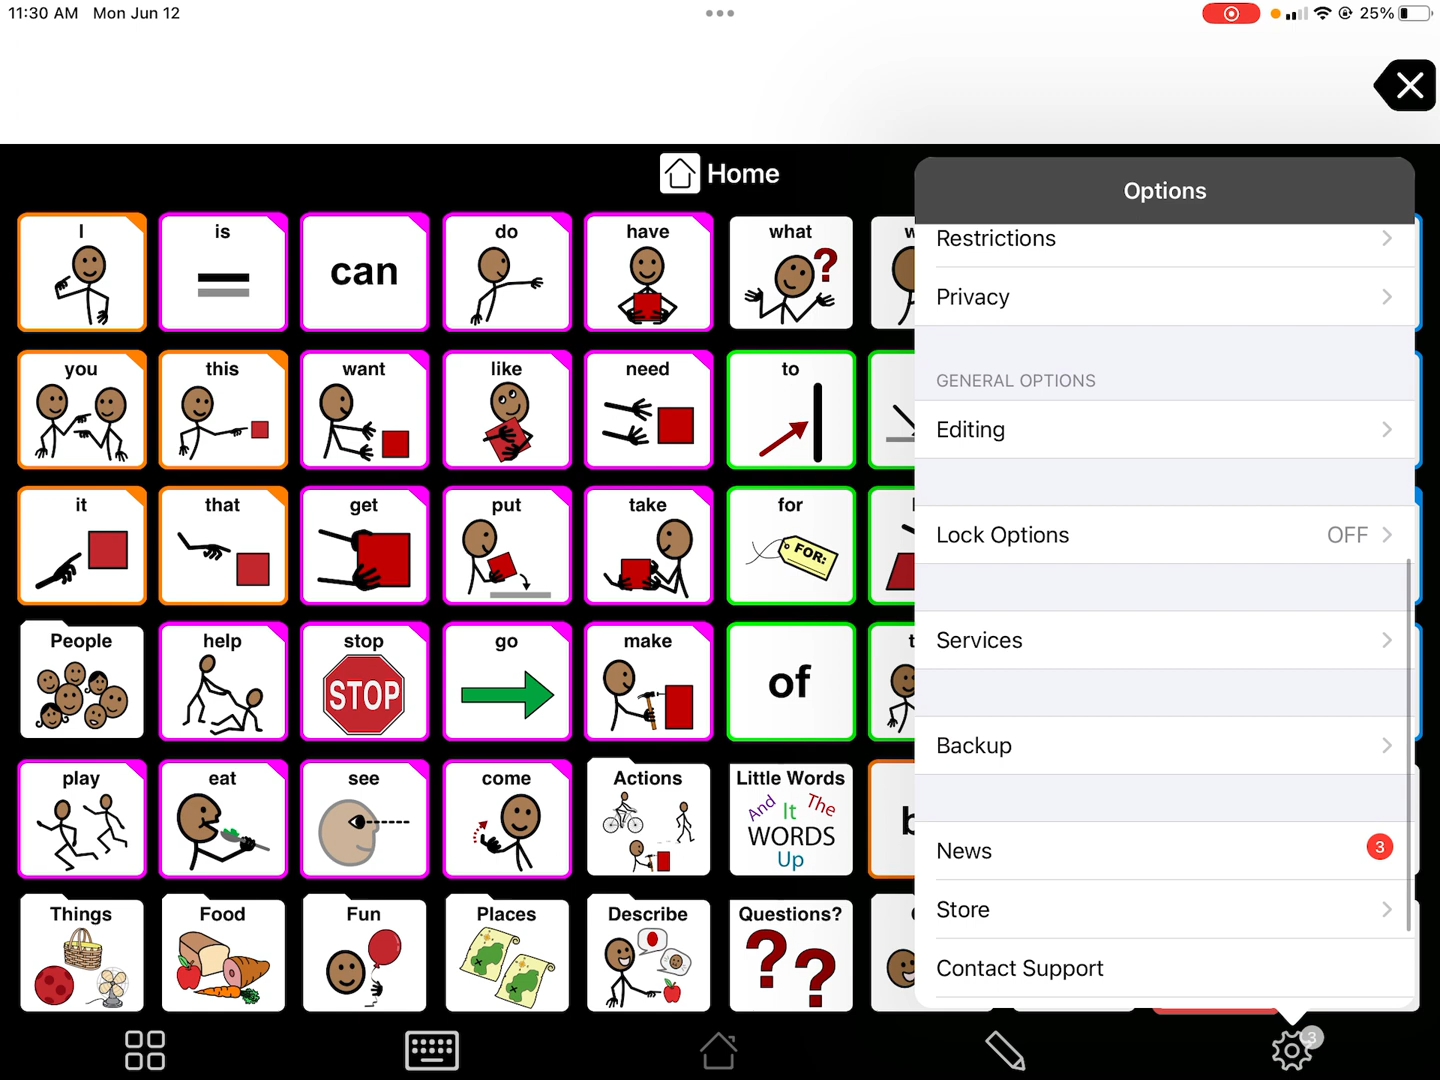 11:30 AM Mon Jun 12
25%
Home
Options
I
is
can
do
have
what
w
Restrictions
Privacy
you
this
want
like
need
to
GENERAL OPTIONS
Editing
it
that
get
put
take
for
FOR:
Lock Options OFF
People
help
stop
STOP
go
make
of
t
Services
Backup
play
eat
see
come
Actions
Little Words
And It The
WORDS
Up
b
News 3
Store
Things
Food
Fun
Places
Describe
Questions?
Contact Support
3